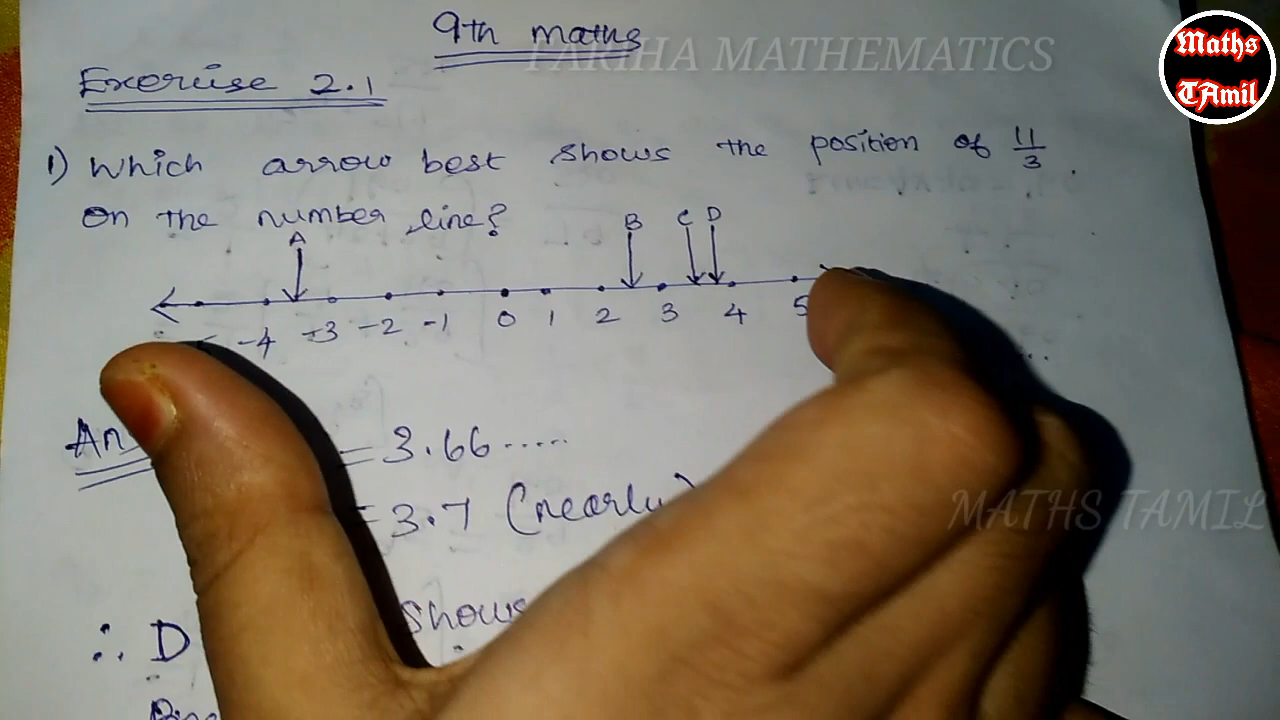 9th maths
FARIHA MATHEMATICS
Maths
TAmil
Exercise 2.1
1) Which arrow best shows the position of 11/3.
on the number line?
A B C D
-4 -3 -2 -1 0 1 2 3 4 5
= 3.66.....
= 3.7 (nearly)
MATHS TAMIL
∴ D shows